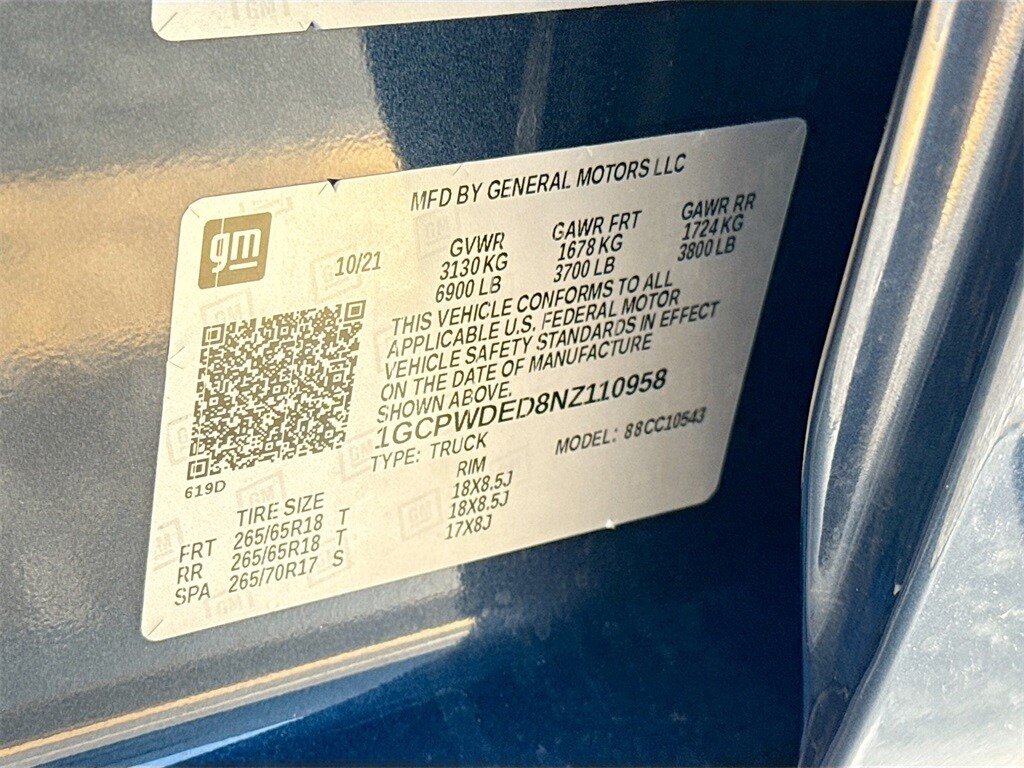 MFD BY GENERAL MOTORS LLC
gm
10/21
GVWR GAWR FRT GAWR RR
3130 KG 1678 KG 1724 KG
6900 LB 3700 LB 3800 LB
THIS VEHICLE CONFORMS TO ALL
APPLICABLE U.S. FEDERAL MOTOR
VEHICLE SAFETY STANDARDS IN EFFECT
ON THE DATE OF MANUFACTURE
SHOWN ABOVE.
1GCPWDED8NZ110958
TYPE: TRUCK MODEL: 88CC10543
619D
TIRE SIZE RIM
FRT 265/65R18 T 18X8.5J
RR 265/65R18 T 18X8.5J
SPA 265/70R17 S 17X8J